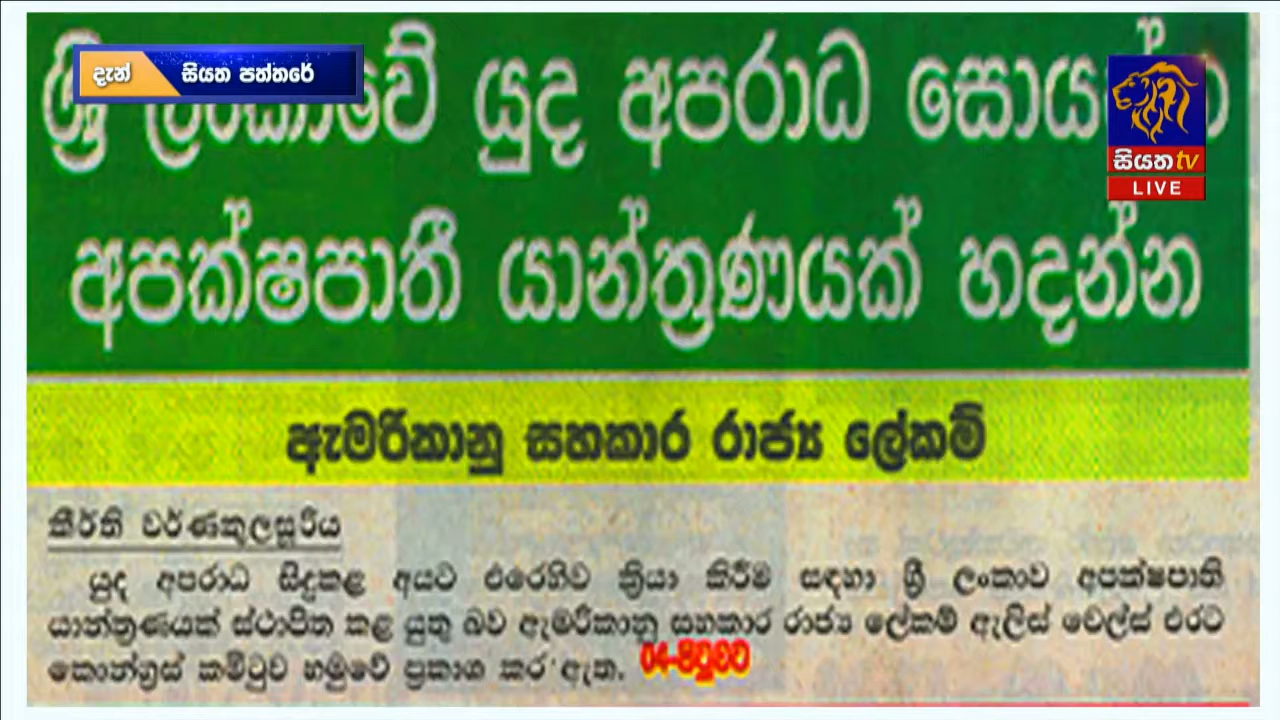 දැන්
සියත පත්තරේ
ශ්‍රී ලංකාවේ යුද අපරාධ
සියත tv
LIVE
අපක්ෂපාතී යාන්ත්‍රණයක් හදන්න
ඇමරිකානු සහකාර රාජ්‍ය ලේකම්
කීර්ති වර්ණකුලසූරිය
යුද අපරාධ සිදුකළ අයට එරෙහිව ක්‍රියා කිරීම සඳහා ශ්‍රී ලංකාව අපක්ෂපාති
යාන්ත්‍රණයක් ස්ථාපිත කළ යුතු බව ඇමරිකානු සහකාර රාජ්‍ය ලේකම් ඇලිස් වෙල්ස් එරට
කොන්ග්‍රස් කමිටුව හමුවේ ප්‍රකාශ කර ඇත. 04-පිටුවට